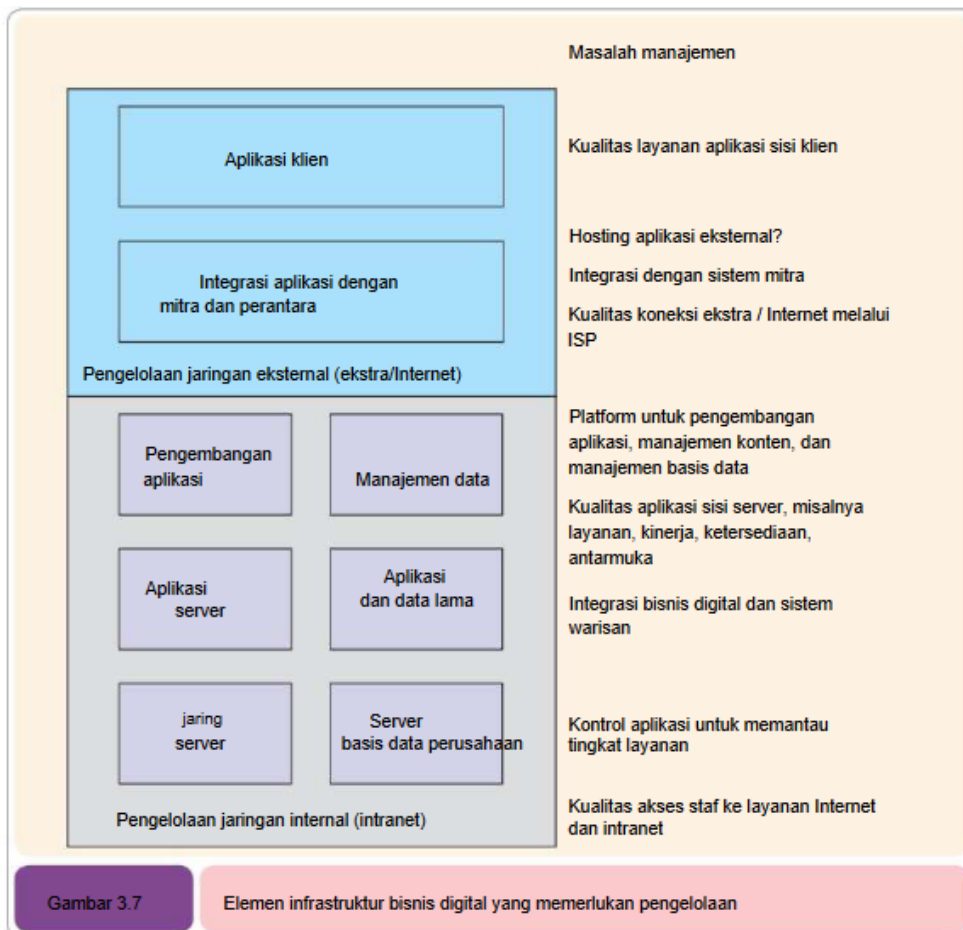 Masalah manajemen
Aplikasi klien
Kualitas layanan aplikasi sisi klien
Integrasi aplikasi dengan
mitra dan perantara
Hosting aplikasi eksternal?
Integrasi dengan sistem mitra
Kualitas koneksi ekstra / Internet melalui
ISP
Pengelolaan jaringan eksternal (ekstra/Internet)
Pengembangan
aplikasi
Manajemen data
Platform untuk pengembangan
aplikasi, manajemen konten, dan
manajemen basis data
Kualitas aplikasi sisi server, misalnya
layanan, kinerja, ketersediaan,
antarmuka
Aplikasi
server
Aplikasi
dan data lama
Integrasi bisnis digital dan sistem
warisan
jaring
server
Server
basis data perusahaan
Kontrol aplikasi untuk memantau
tingkat layanan
Pengelolaan jaringan internal (intranet)
Kualitas akses staf ke layanan Internet
dan intranet
Gambar 3.7
Elemen infrastruktur bisnis digital yang memerlukan pengelolaan